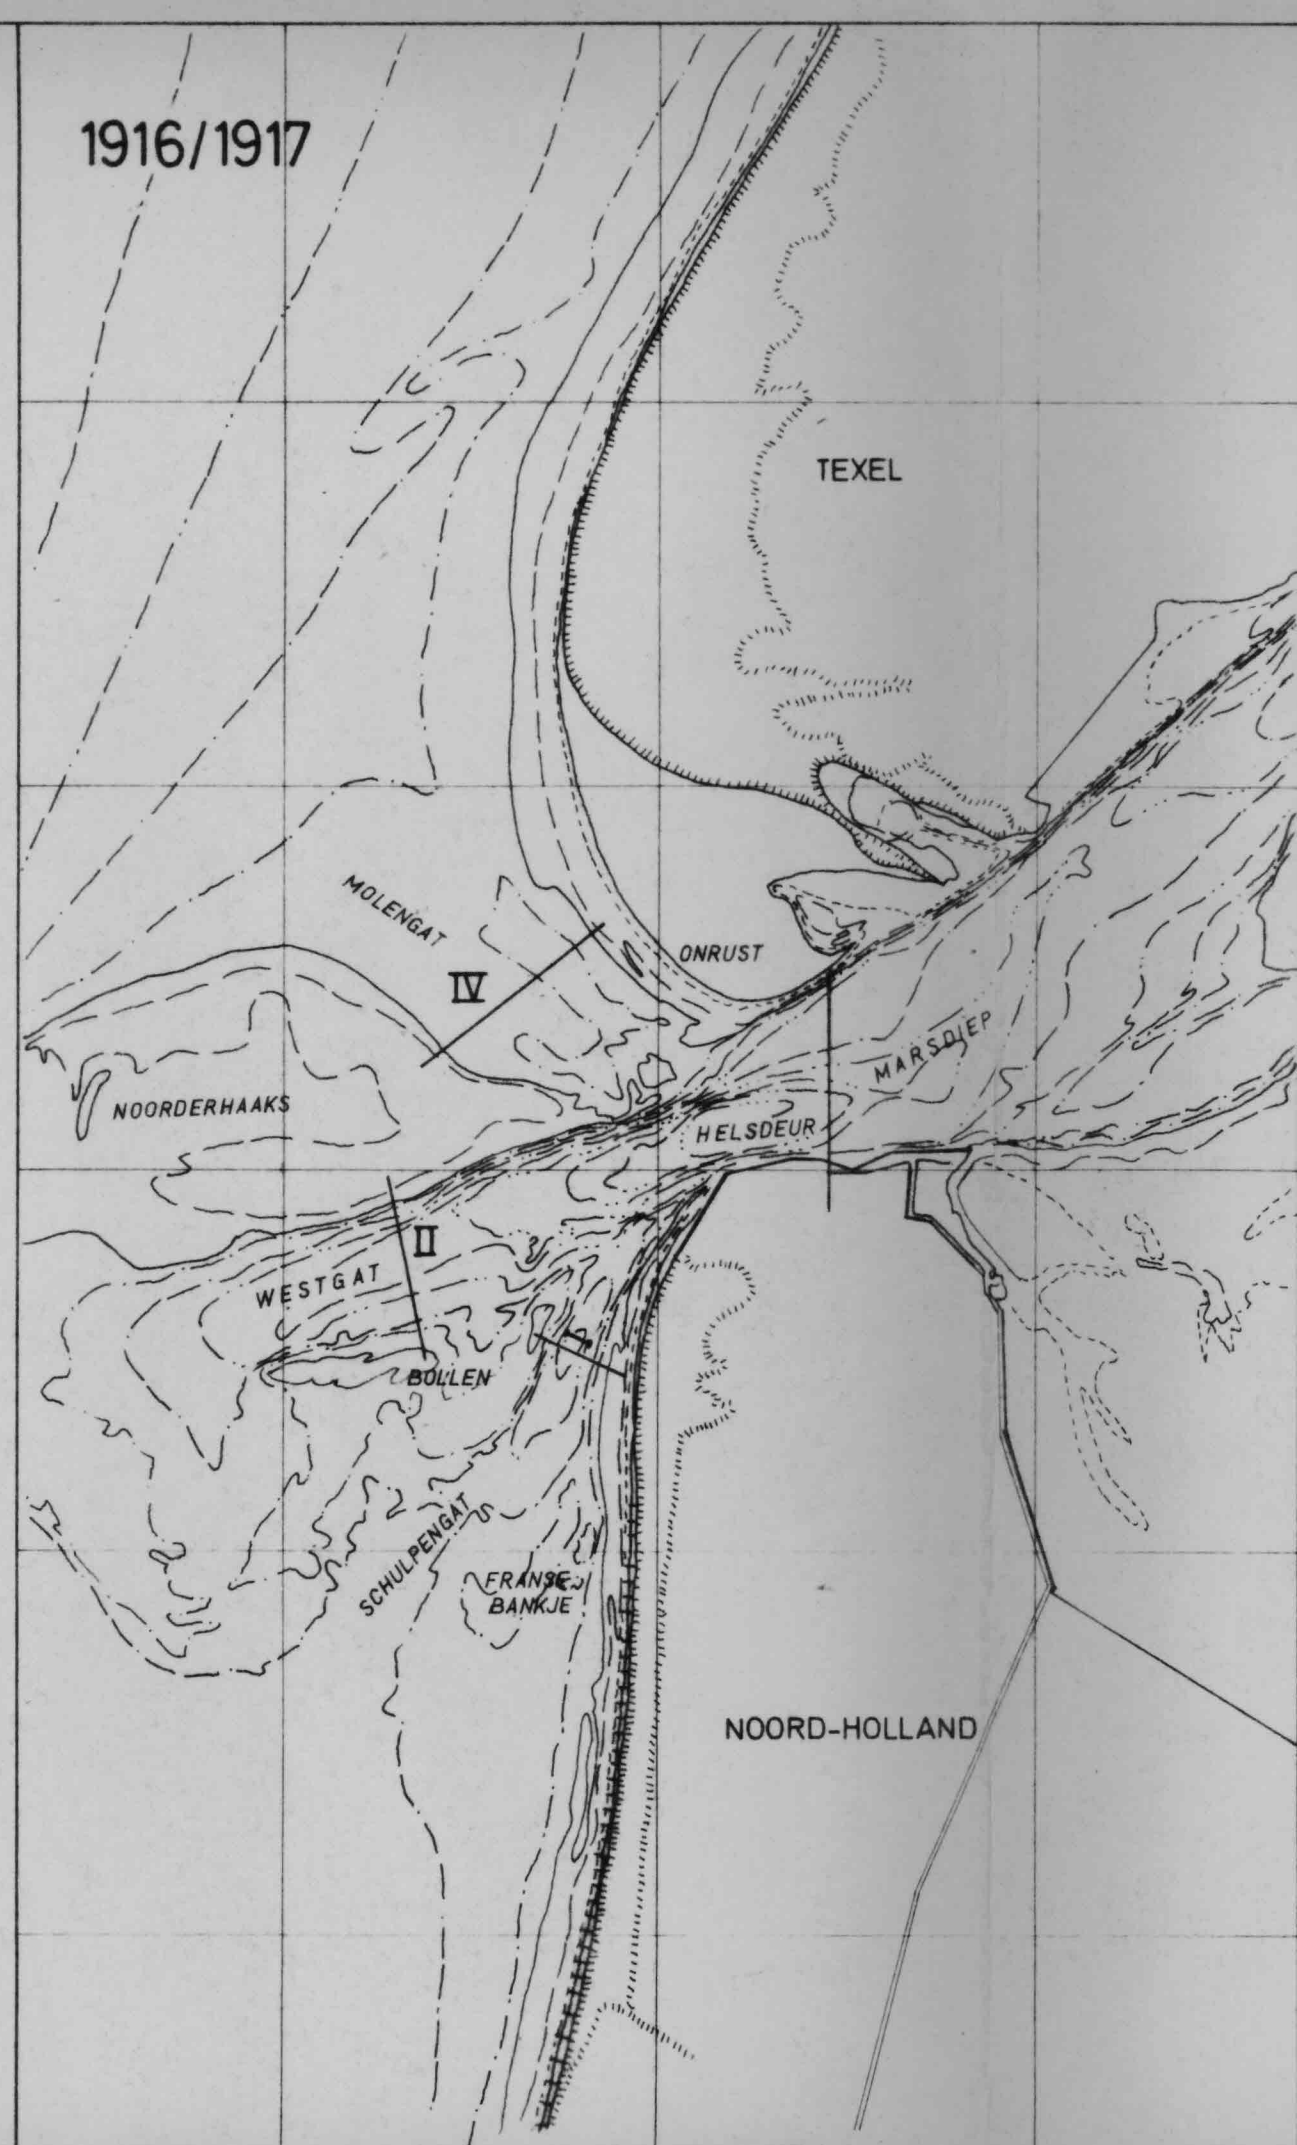 1916/1917
TEXEL
MOLENGAT
IV
ONRUST
MARSDIEP
NOORDERHAAKS
HELSDEUR
II
WESTGAT
I
BOLLEN
SCHULPENGAT
FRANSE
BANKJE
NOORD-HOLLAND